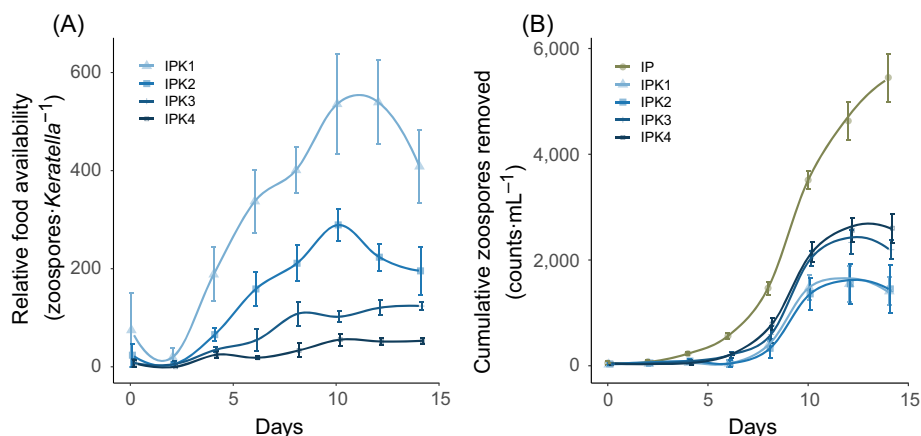 (A)
Relative food availability
(zoospores·Keratella⁻¹)
600
400
200
0
IPK1
IPK2
IPK3
IPK4
0
5
10
15
Days
(B)
Cumulative zoospores removed
(counts·mL⁻¹)
6,000
4,000
2,000
0
IP
IPK1
IPK2
IPK3
IPK4
0
5
10
15
Days